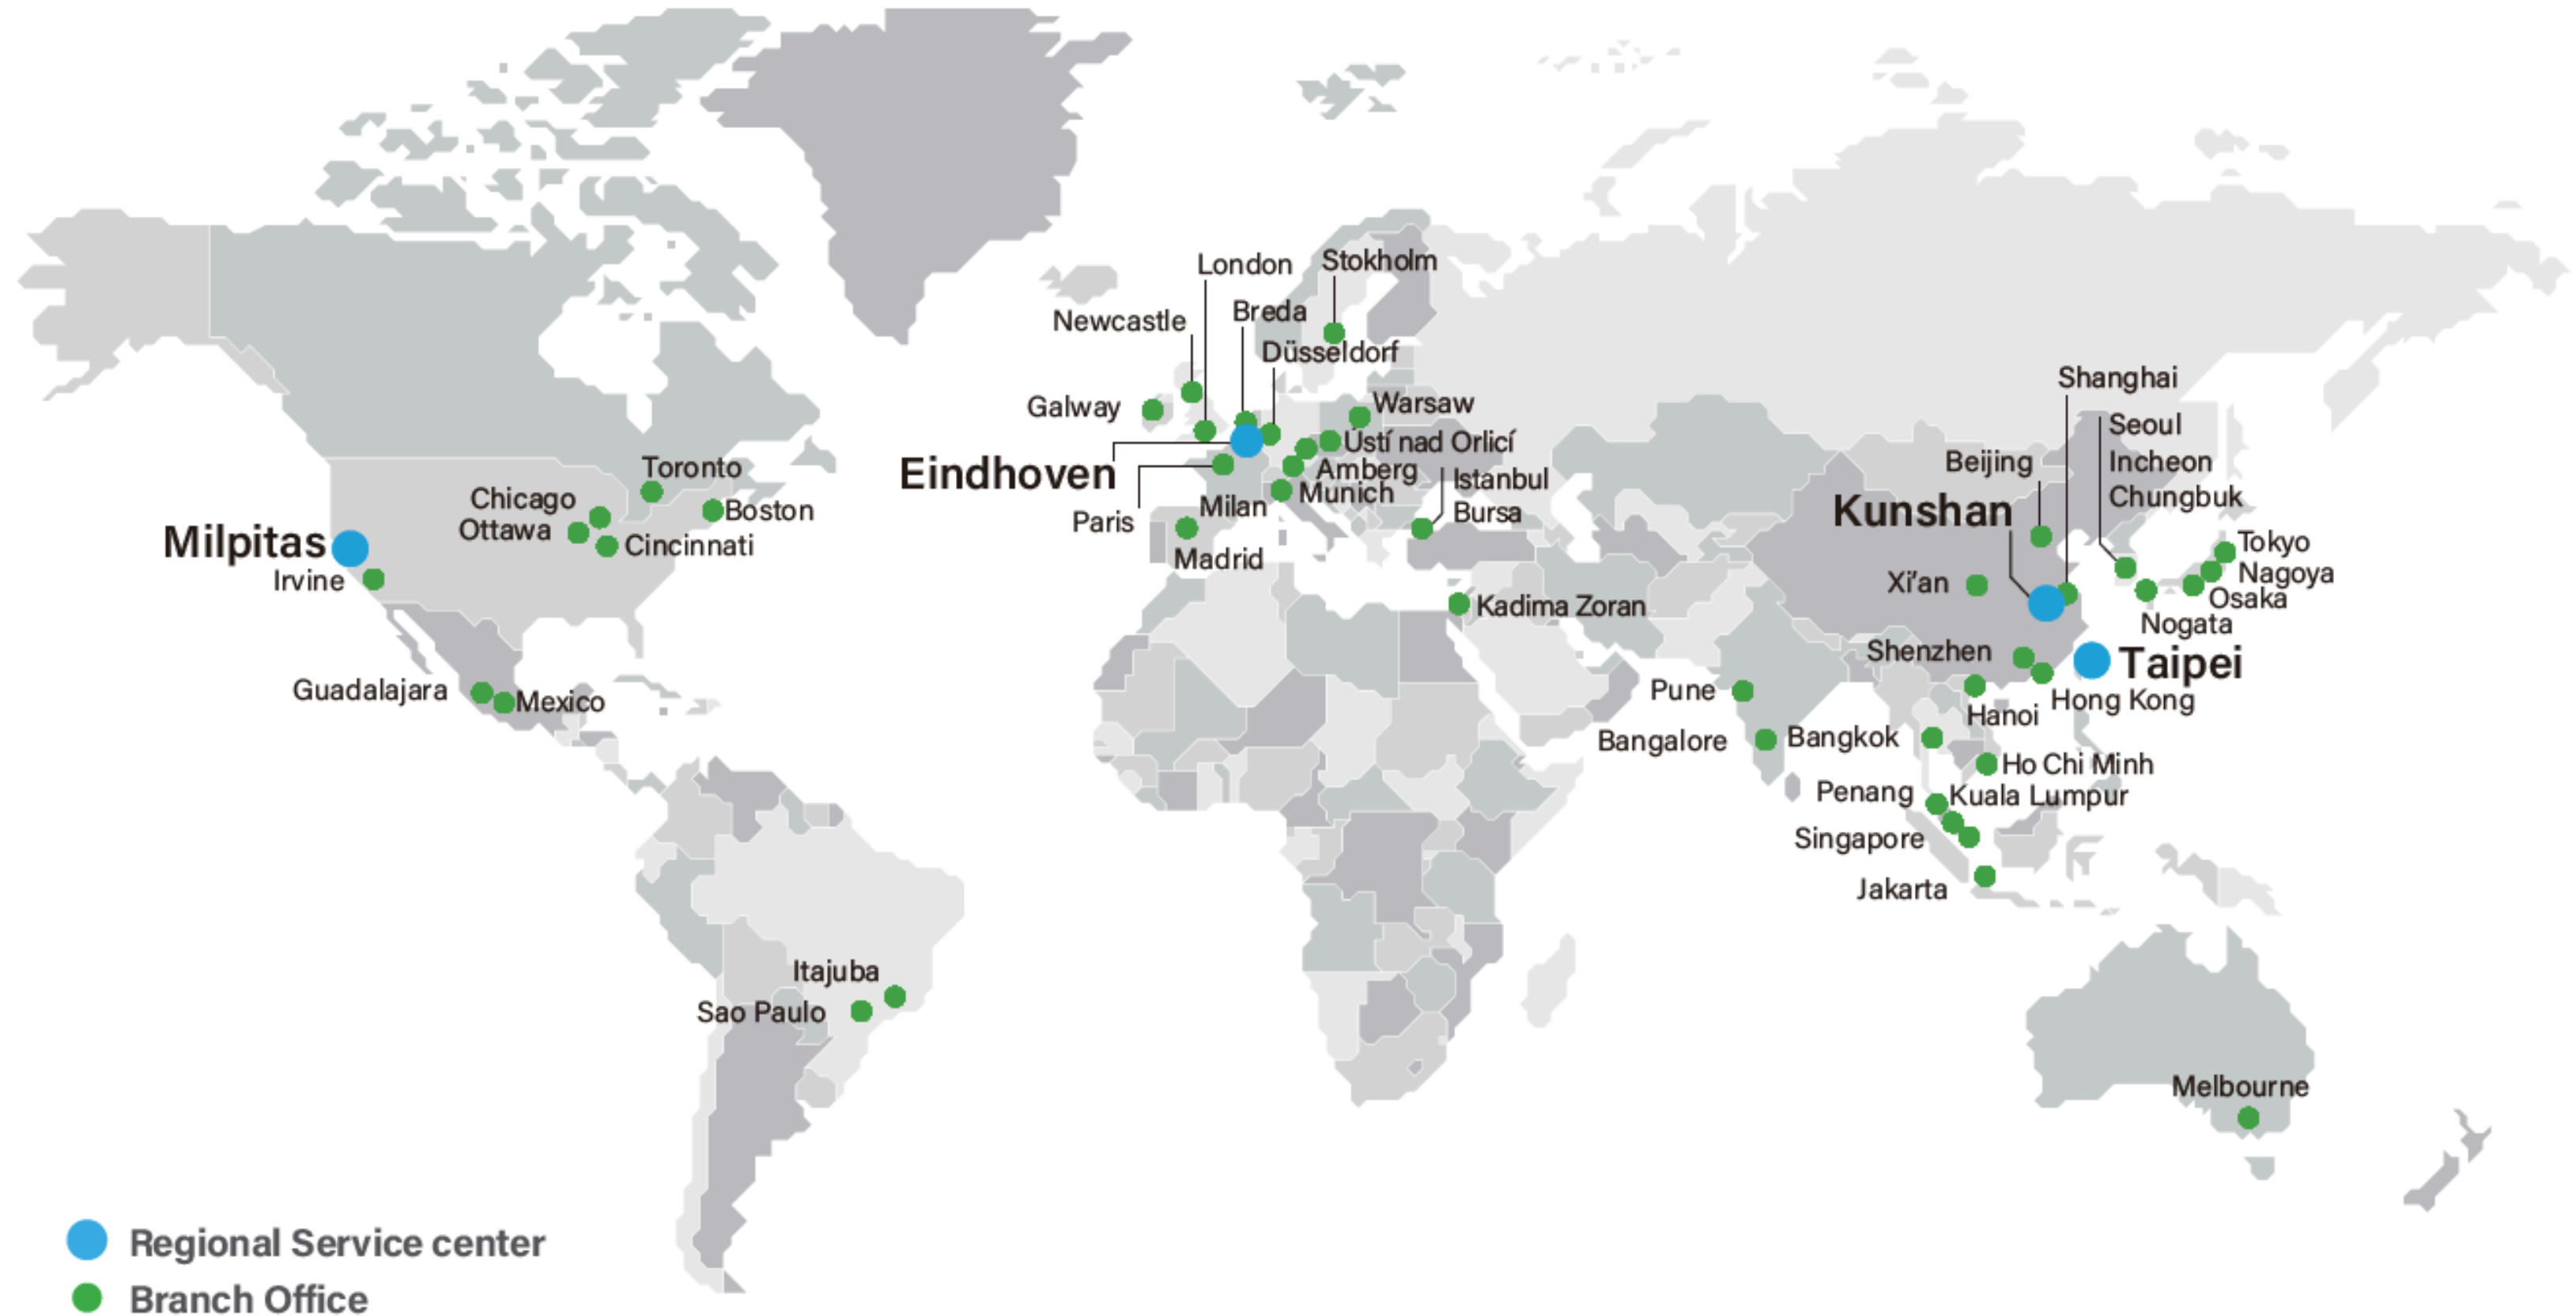 London
Stokholm
Breda
Newcastle
Düsseldorf
Galway
Warsaw
Ústí nad Orlicí
Eindhoven
Amberg
Istanbul
Munich
Milan
Bursa
Paris
Madrid
Kadima Zoran
Toronto
Chicago
Boston
Ottawa
Cincinnati
Milpitas
Irvine
Guadalajara
Mexico
Itajuba
Sao Paulo
Shanghai
Seoul
Beijing
Incheon
Chungbuk
Kunshan
Tokyo
Nagoya
Xi'an
Osaka
Nogata
Shenzhen
Taipei
Pune
Hong Kong
Hanoi
Bangalore
Bangkok
Ho Chi Minh
Penang
Kuala Lumpur
Singapore
Jakarta
Melbourne
Regional Service center
Branch Office